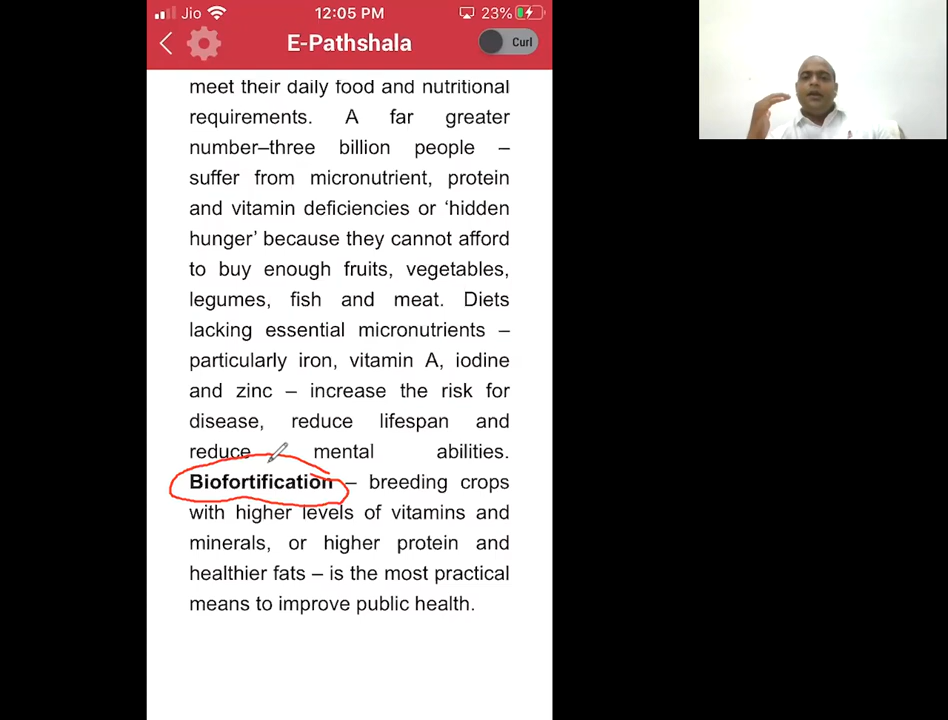 Jio 12:05 PM 23%
E-Pathshala Curl
meet their daily food and nutritional
requirements. A far greater
number–three billion people –
suffer from micronutrient, protein
and vitamin deficiencies or ‘hidden
hunger’ because they cannot afford
to buy enough fruits, vegetables,
legumes, fish and meat. Diets
lacking essential micronutrients –
particularly iron, vitamin A, iodine
and zinc – increase the risk for
disease, reduce lifespan and
reduce mental abilities.
Biofortification – breeding crops
with higher levels of vitamins and
minerals, or higher protein and
healthier fats – is the most practical
means to improve public health.